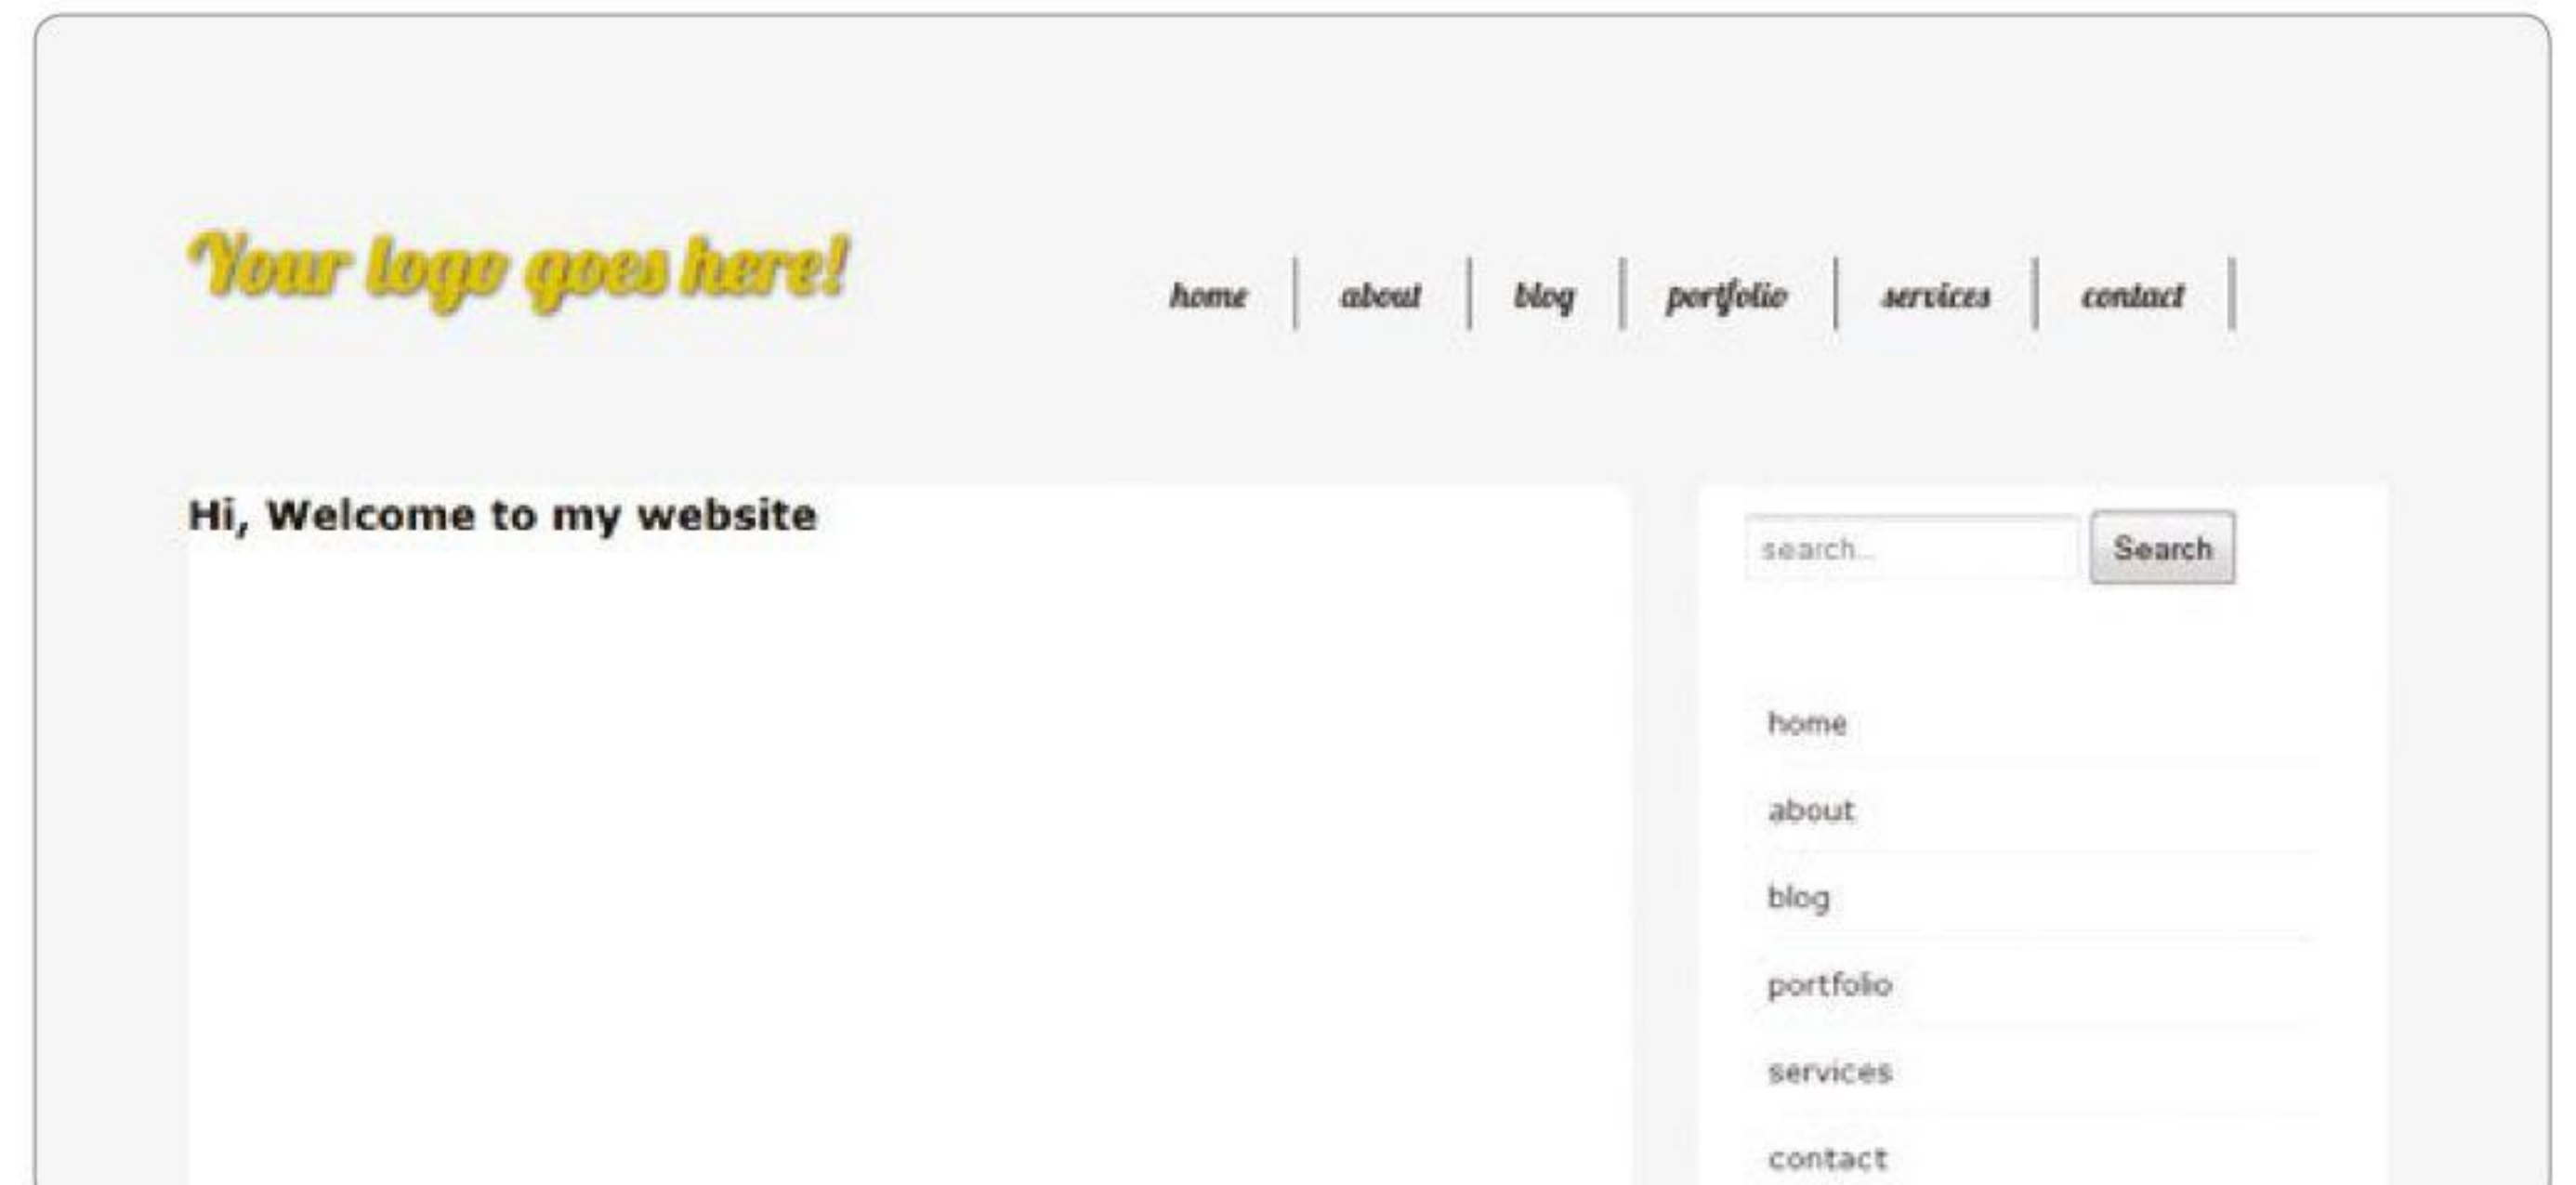 Your logo goes here!
home about blog portfolio services contact
Hi, Welcome to my website
search... Search
home
about
blog
portfolio
services
contact